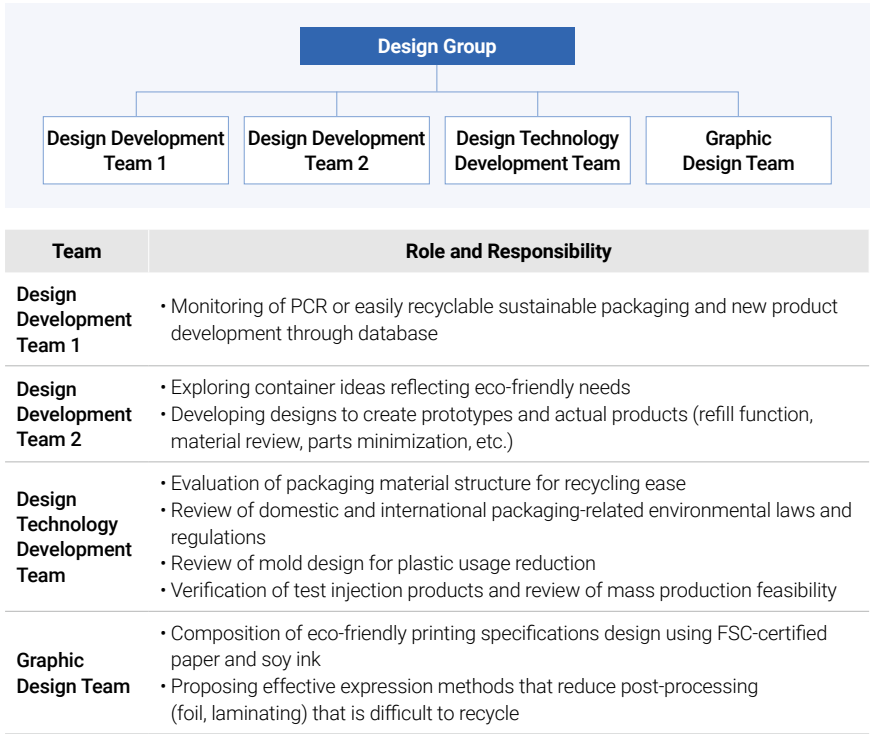 Design Group
Design Development
Team 1
Design Development
Team 2
Design Technology
Development Team
Graphic
Design Team
Team
Role and Responsibility
Design
Development
Team 1
• Monitoring of PCR or easily recyclable sustainable packaging and new product
development through database
Design
Development
Team 2
• Exploring container ideas reflecting eco-friendly needs
• Developing designs to create prototypes and actual products (refill function,
material review, parts minimization, etc.)
Design
Technology
Development
Team
• Evaluation of packaging material structure for recycling ease
• Review of domestic and international packaging-related environmental laws and
regulations
• Review of mold design for plastic usage reduction
• Verification of test injection products and review of mass production feasibility
Graphic
Design Team
• Composition of eco-friendly printing specifications design using FSC-certified
paper and soy ink
• Proposing effective expression methods that reduce post-processing
(foil, laminating) that is difficult to recycle